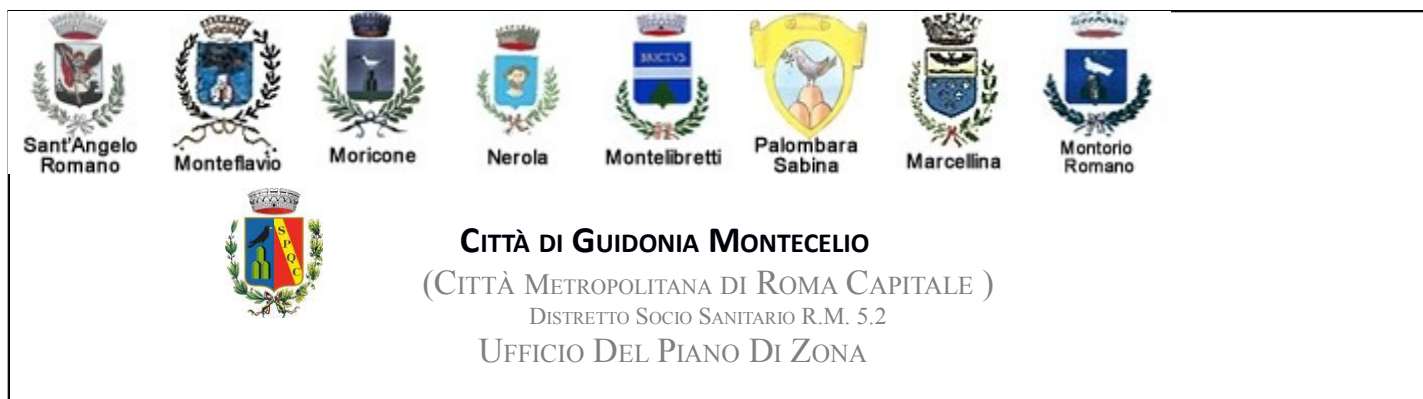 BRICTVS
Sant'Angelo Romano
Monteflavio
Moricone
Nerola
Montelibretti
Palombara Sabina
Marcellina
Montorio Romano
S
P
Q
C
CITTÀ DI GUIDONIA MONTECELIO
(CITTÀ METROPOLITANA DI ROMA CAPITALE )
DISTRETTO SOCIO SANITARIO R.M. 5.2
UFFICIO DEL PIANO DI ZONA